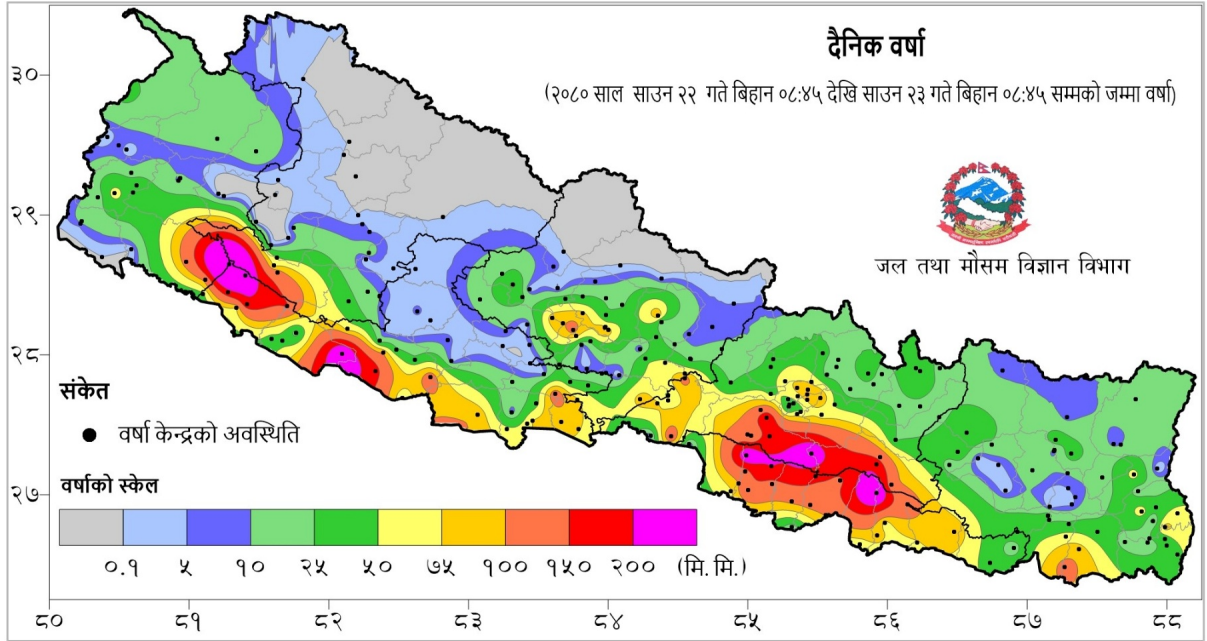 दैनिक वर्षा
(२०८० साल साउन २२ गते बिहान ०८:४५ देखि साउन २३ गते बिहान ०८:४५ सम्मको जम्मा वर्षा)
जल तथा मौसम विज्ञान विभाग
३०
२९
२८
२७
संकेत
वर्षा केन्द्रको अवस्थिति
वर्षाको स्केल
०.१ ५ १० २५ ५० ७५ १०० १५० २०० (मि. मि.)
८० ८१ ८२ ८३ ८४ ८५ ८६ ८७ ८८